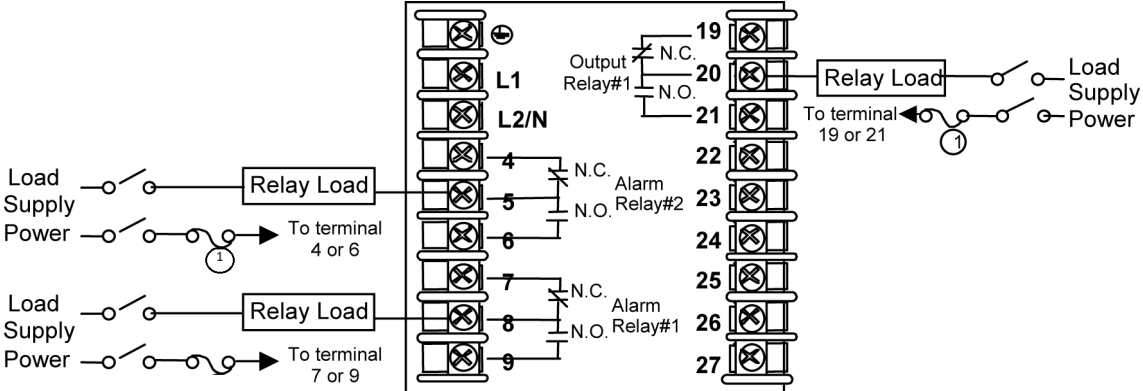 19
N.C.
Output
Relay#1
20
N.O.
21
Relay Load
Load
Supply
Power
To terminal
19 or 21
1
L1
L2/N
22
23
24
25
26
27
4
N.C.
Alarm
Relay#2
5
N.O.
6
Load
Supply
Power
Relay Load
To terminal
4 or 6
1
7
N.C.
Alarm
Relay#1
8
N.O.
9
Load
Supply
Power
Relay Load
To terminal
7 or 9